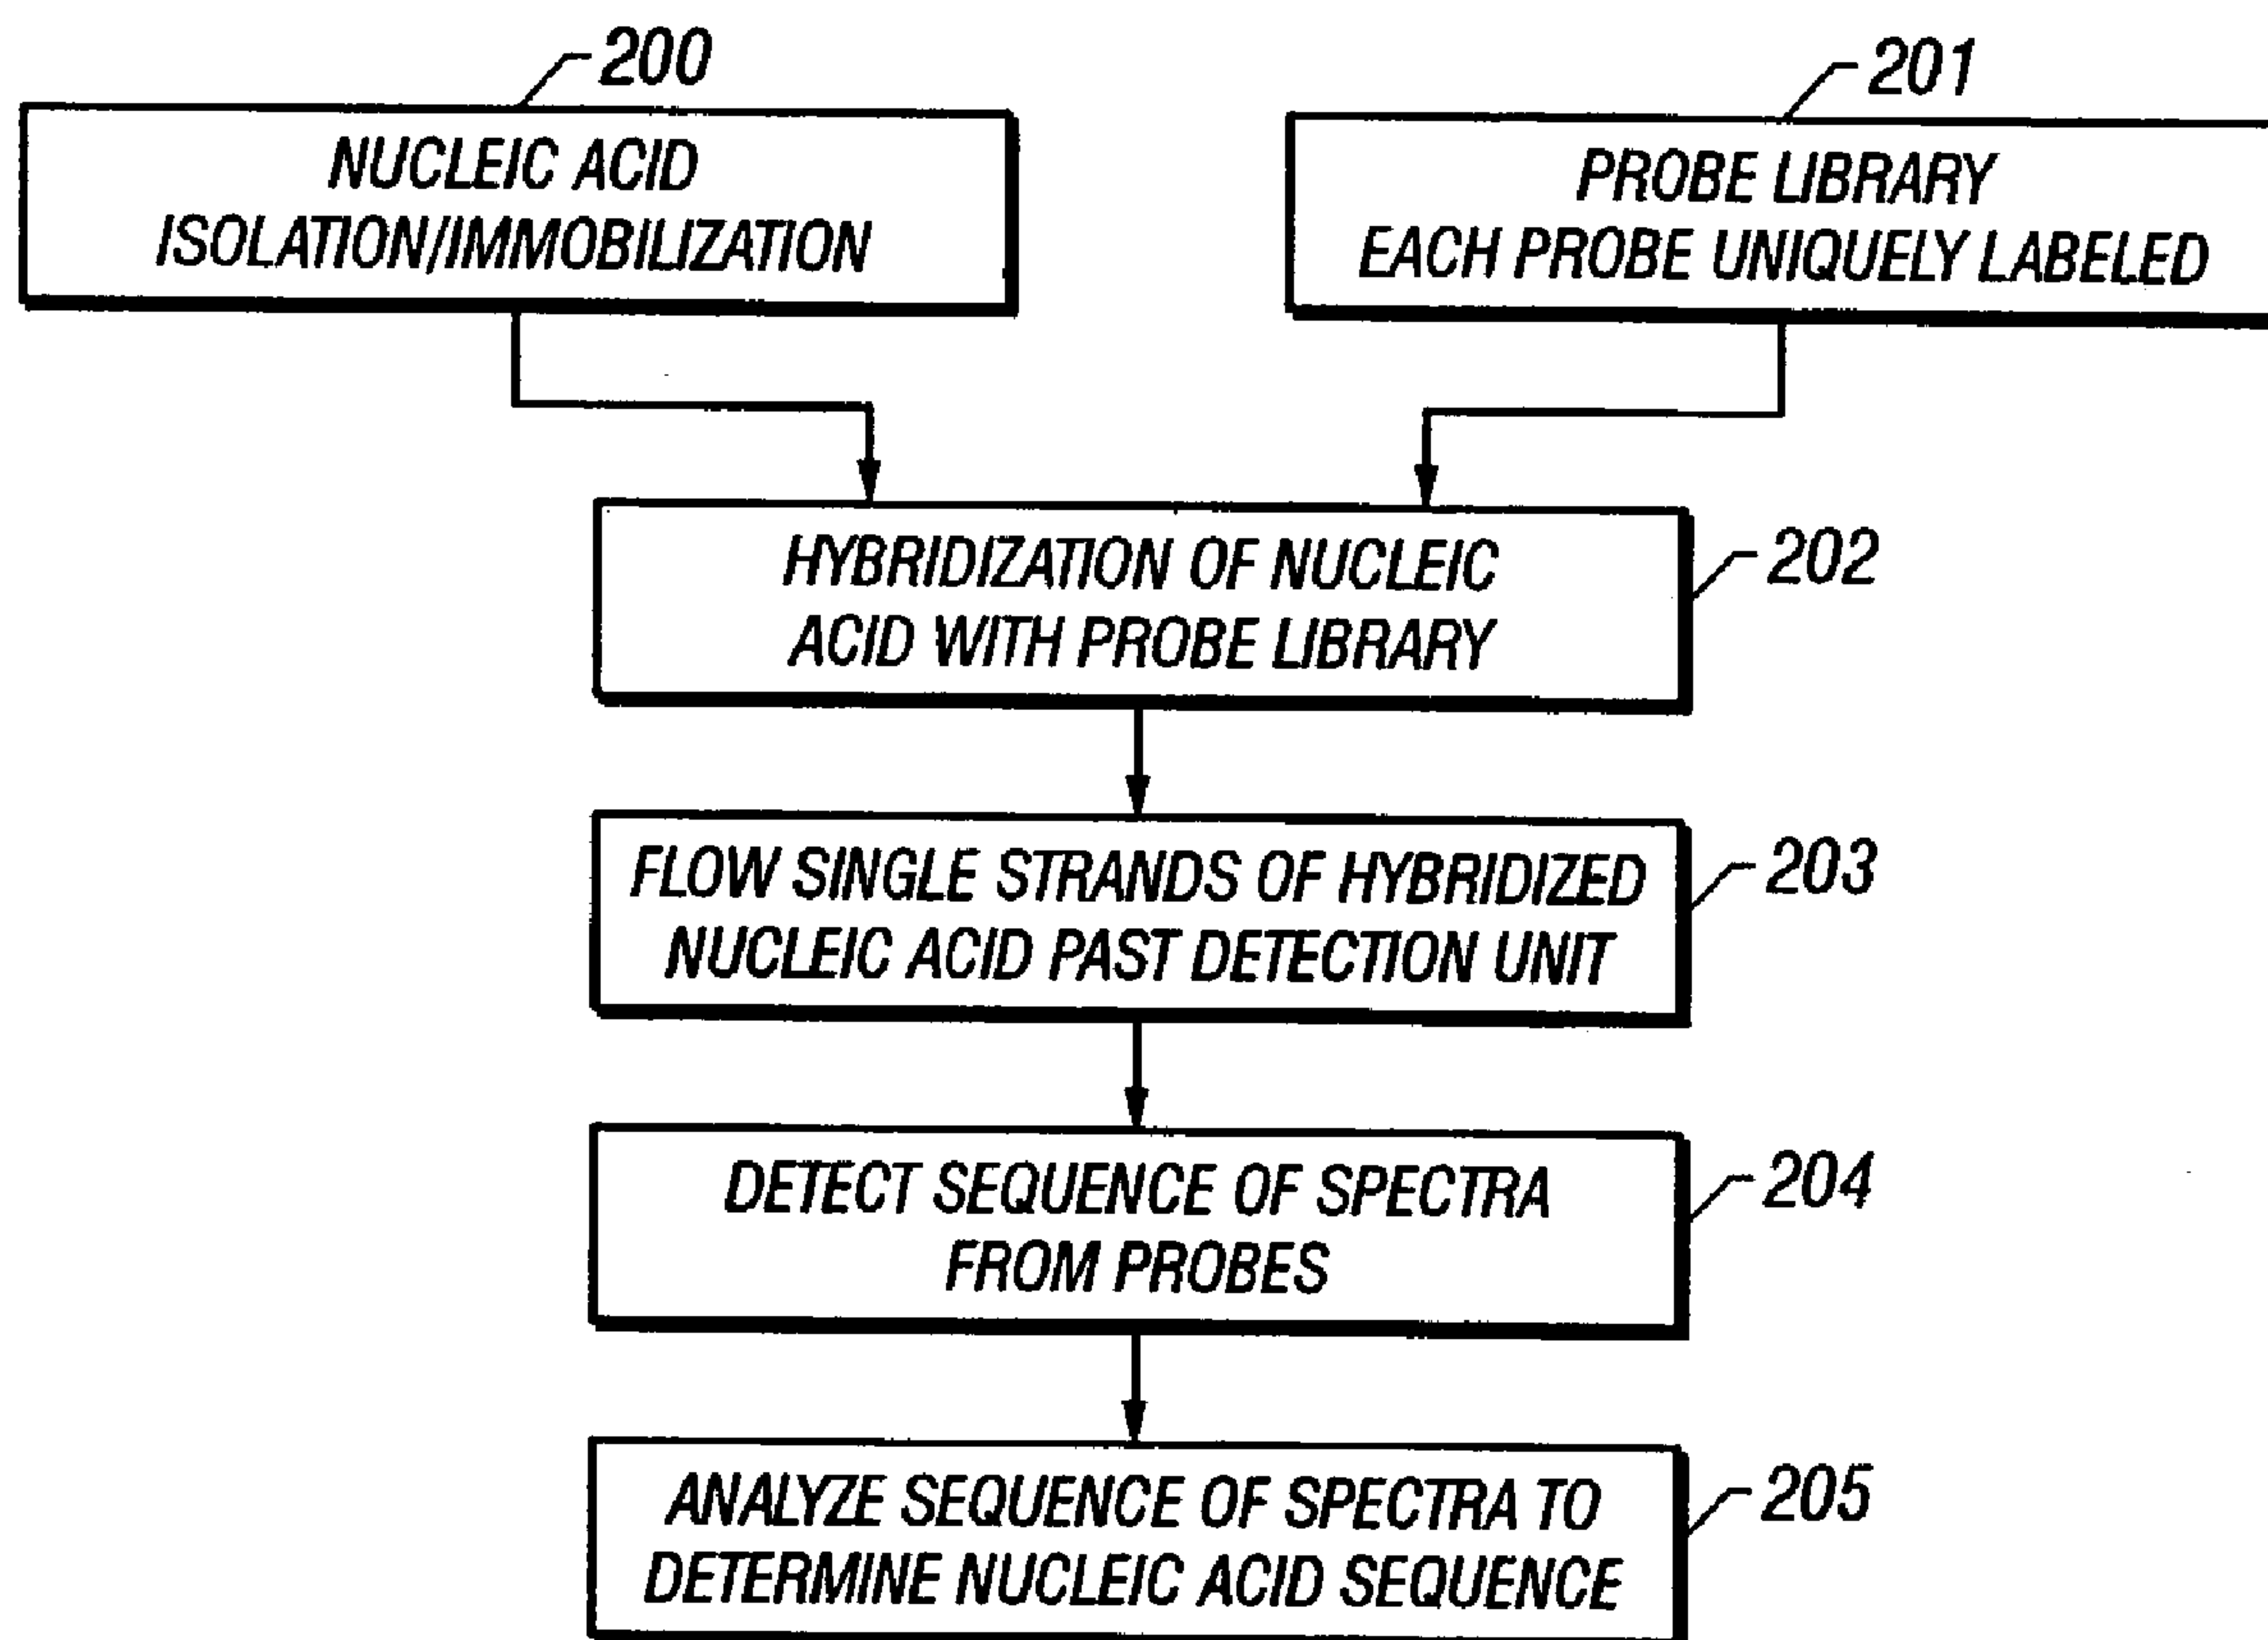 200
NUCLEIC ACID
ISOLATION/IMMOBILIZATION
201
PROBE LIBRARY
EACH PROBE UNIQUELY LABELED
HYBRIDIZATION OF NUCLEIC
ACID WITH PROBE LIBRARY
202
FLOW SINGLE STRANDS OF HYBRIDIZED
NUCLEIC ACID PAST DETECTION UNIT
203
DETECT SEQUENCE OF SPECTRA
FROM PROBES
204
ANALYZE SEQUENCE OF SPECTRA TO
DETERMINE NUCLEIC ACID SEQUENCE
205